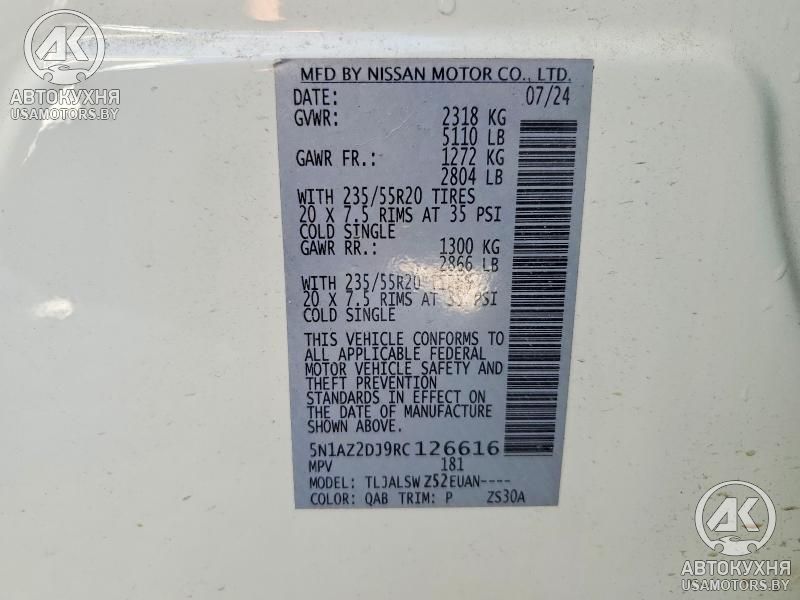 AK
АВТОКУХНЯ
USAMOTORS.BY
MFD BY NISSAN MOTOR CO., LTD.
DATE: 07/24
GVWR: 2318 KG
5110 LB
GAWR FR.: 1272 KG
2804 LB
WITH 235/55R20 TIRES
20 X 7.5 RIMS AT 35 PSI
COLD SINGLE
GAWR RR.: 1300 KG
2866 LB
WITH 235/55R20
20 X 7.5 RIMS AT 35 PSI
COLD SINGLE
THIS VEHICLE CONFORMS TO
ALL APPLICABLE FEDERAL
MOTOR VEHICLE SAFETY AND
THEFT PREVENTION
STANDARDS IN EFFECT ON
THE DATE OF MANUFACTURE
SHOWN ABOVE.
5N1AZ2DJ9RC126616
MPV 181
MODEL: TLJALSWZ52EUAN----
COLOR: QAB TRIM: P ZS30A
AK
АВТОКУХНЯ
USAMOTORS.BY